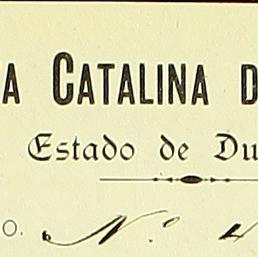 A CATALINA D
Estado de Du
O. N.º 4